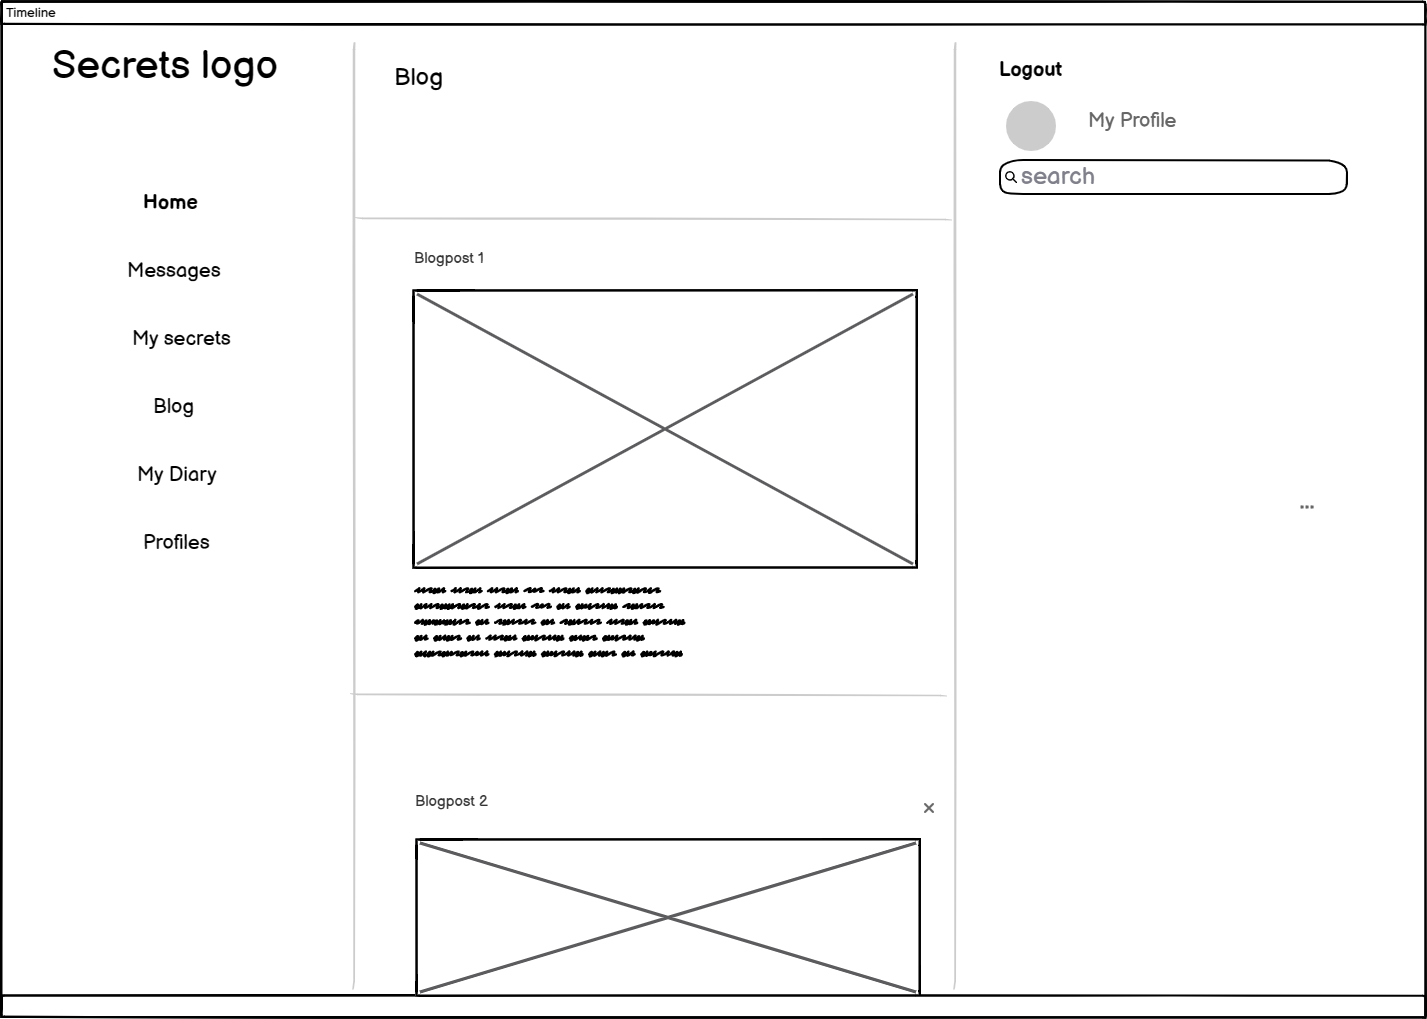 Timeline
Secrets logo
Home
Messages
My secrets
Blog
My Diary
Profiles
Blog
Blogpost 1
Blogpost 2
Logout
My Profile
search